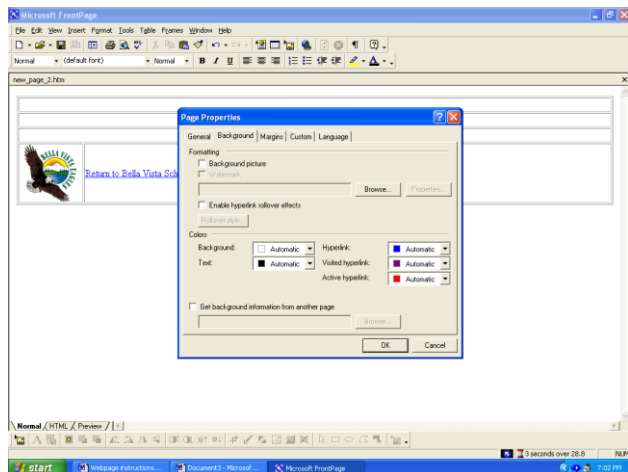 Microsoft FrontPage
File Edit View Insert Format Tools Table Frames Window Help
Normal (default font) Normal B I U A
new_page_2.htm
BELLA VISTA EAGLES
Return to Bella Vista Sch
Page Properties
General Background Margins Custom Language
Formatting
Background picture
Watermark
Browse... Properties...
Enable hyperlink rollover effects
Rollover style...
Colors
Background: Automatic Hyperlink: Automatic
Text: Automatic Visited hyperlink: Automatic
Active hyperlink: Automatic
Get background information from another page
Browse...
OK Cancel
Normal HTML Preview
3 seconds over 28.8 NUM
start Webpage instructions... Document3 - Microsof... Microsoft FrontPage 7:02 PM